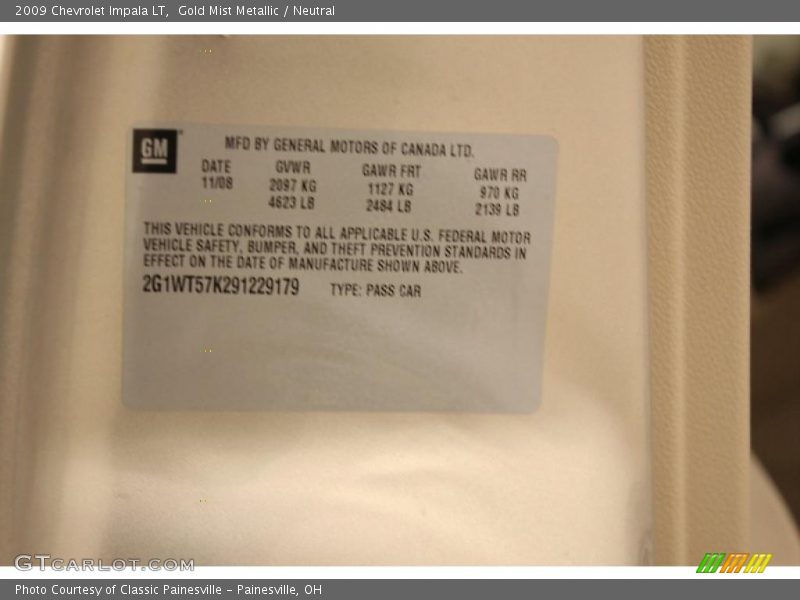 2009 Chevrolet Impala LT,  Gold Mist Metallic / Neutral
GM
MFD BY GENERAL MOTORS OF CANADA LTD.
DATE GVWR GAWR FRT GAWR RR
11/08 2097 KG 1127 KG 970 KG
4623 LB 2484 LB 2139 LB
THIS VEHICLE CONFORMS TO ALL APPLICABLE U.S. FEDERAL MOTOR
VEHICLE SAFETY, BUMPER, AND THEFT PREVENTION STANDARDS IN
EFFECT ON THE DATE OF MANUFACTURE SHOWN ABOVE.
2G1WT57K291229179 TYPE: PASS CAR
GTCARLOT.COM
Photo Courtesy of Classic Painesville - Painesville, OH